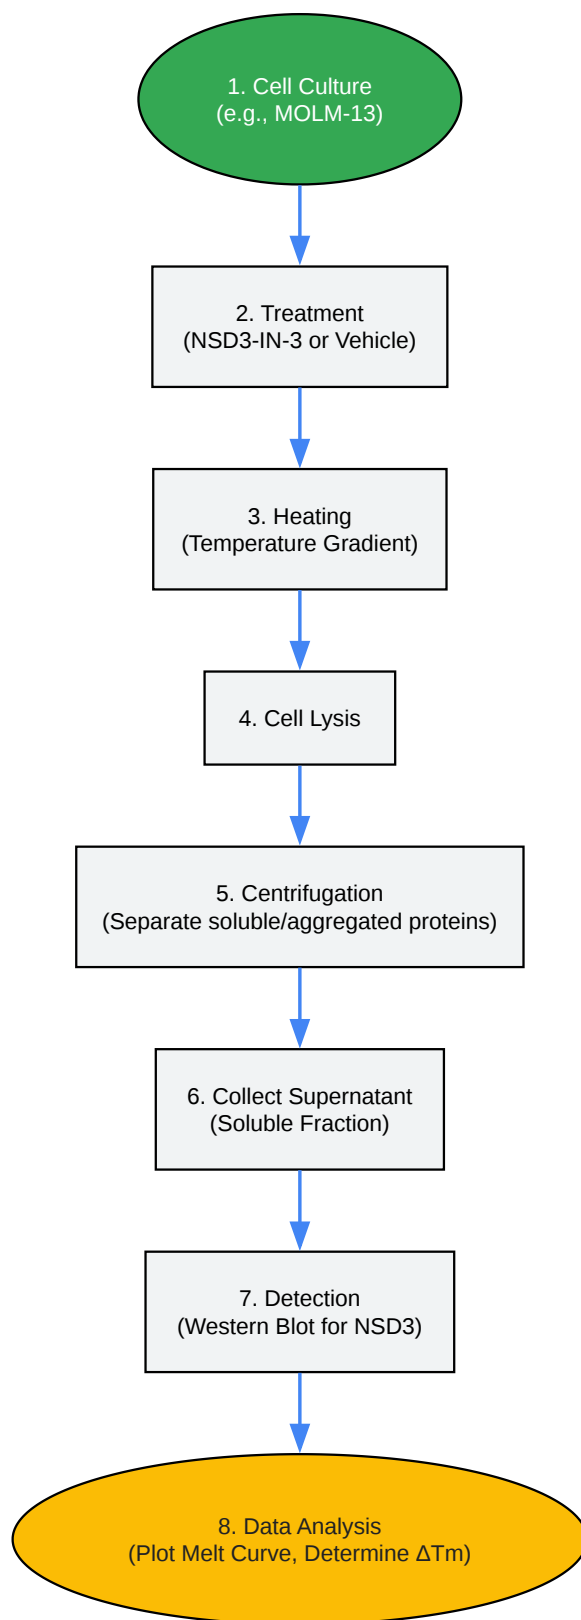 1. Cell Culture
(e.g., MOLM-13)
2. Treatment
(NSD3-IN-3 or Vehicle)
3. Heating
(Temperature Gradient)
4. Cell Lysis
5. Centrifugation
(Separate soluble/aggregated proteins)
6. Collect Supernatant
(Soluble Fraction)
7. Detection
(Western Blot for NSD3)
8. Data Analysis
(Plot Melt Curve, Determine ΔTm)